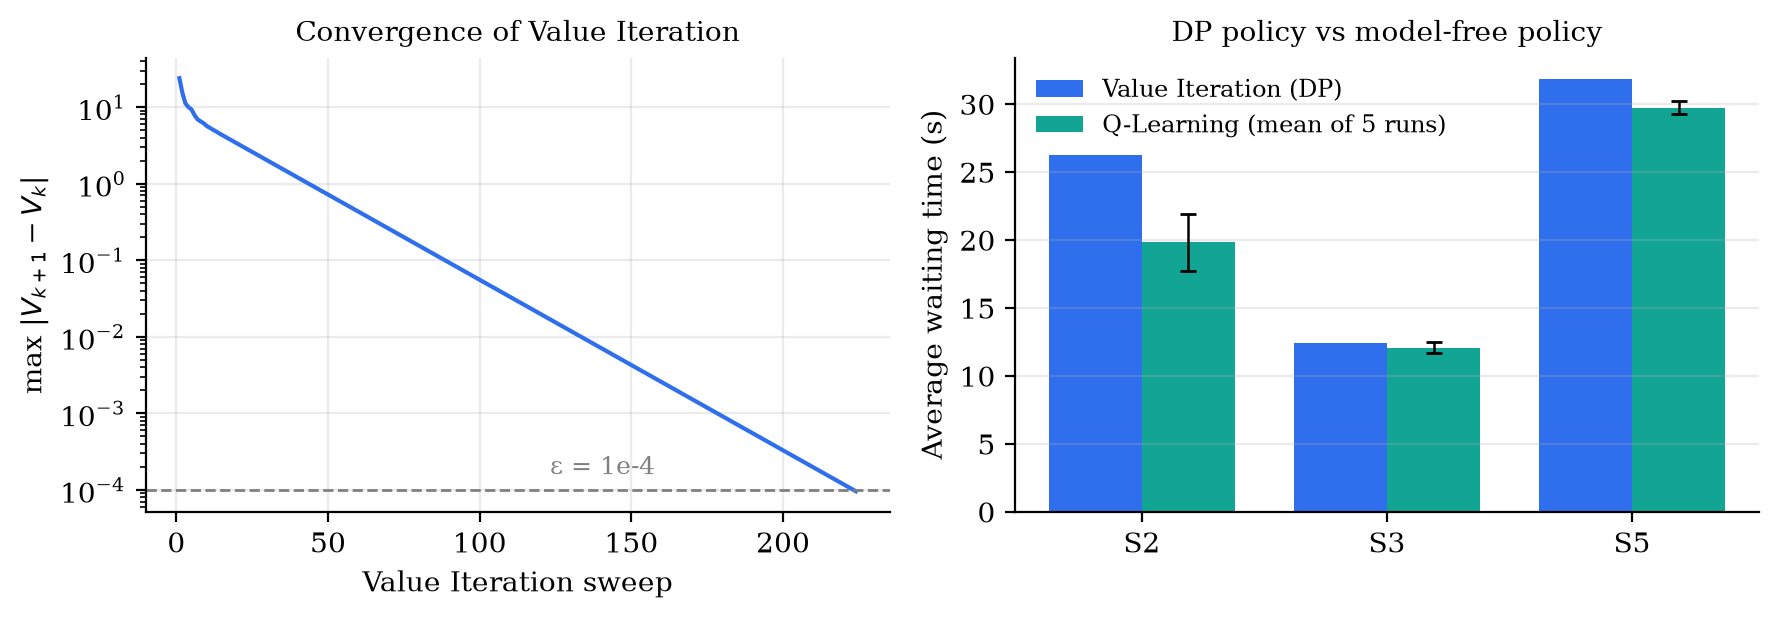 Convergence of Value Iteration
max |V_{k+1} − V_k|
10^1
10^0
10^{−1}
10^{−2}
10^{−3}
10^{−4}
ε = 1e-4
0 50 100 150 200
Value Iteration sweep
DP policy vs model-free policy
Value Iteration (DP)
Q-Learning (mean of 5 runs)
Average waiting time (s)
30
25
20
15
10
5
0
S2 S3 S5